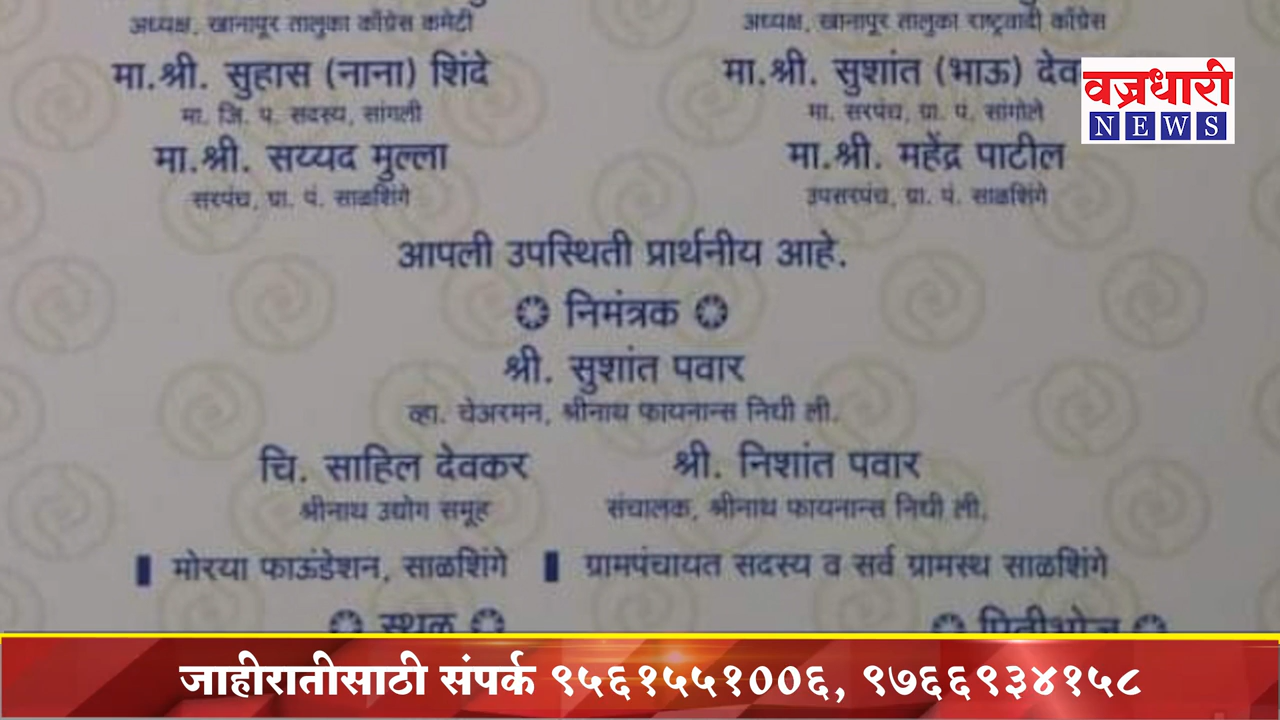 अध्यक्ष, खानापूर तालुका काँग्रेस कमेटी
अध्यक्ष, खानापूर तालुका राष्ट्रवादी काँग्रेस
मा.श्री. सुहास (नाना) शिंदे
मा.श्री. सुशांत (भाऊ)
मा. जि. प. सदस्य, सांगली
मा. सरपंच, ग्रा. पं. सांगोले
वज्रधारी
NEWS
मा.श्री. सय्यद मुल्ला
मा.श्री. महेंद्र पाटील
सरपंच, ग्रा. पं. साळशिंगे
उपसरपंच, ग्रा. पं. साळशिंगे
आपली उपस्थिती प्रार्थनीय आहे.
निमंत्रक
श्री. सुशांत पवार
व्हा. चेअरमन, श्रीनाथ फायनान्स निधी ली.
चि. साहिल देवकर
श्री. निशांत पवार
श्रीनाथ उद्योग समूह
संचालक, श्रीनाथ फायनान्स निधी ली.
मोरया फाऊंडेशन, साळशिंगे
ग्रामपंचायत सदस्य व सर्व ग्रामस्थ साळशिंगे
स्थळ
जाहीरातीसाठी संपर्क ९५६१५५१००६, ९७६६९३४१५८